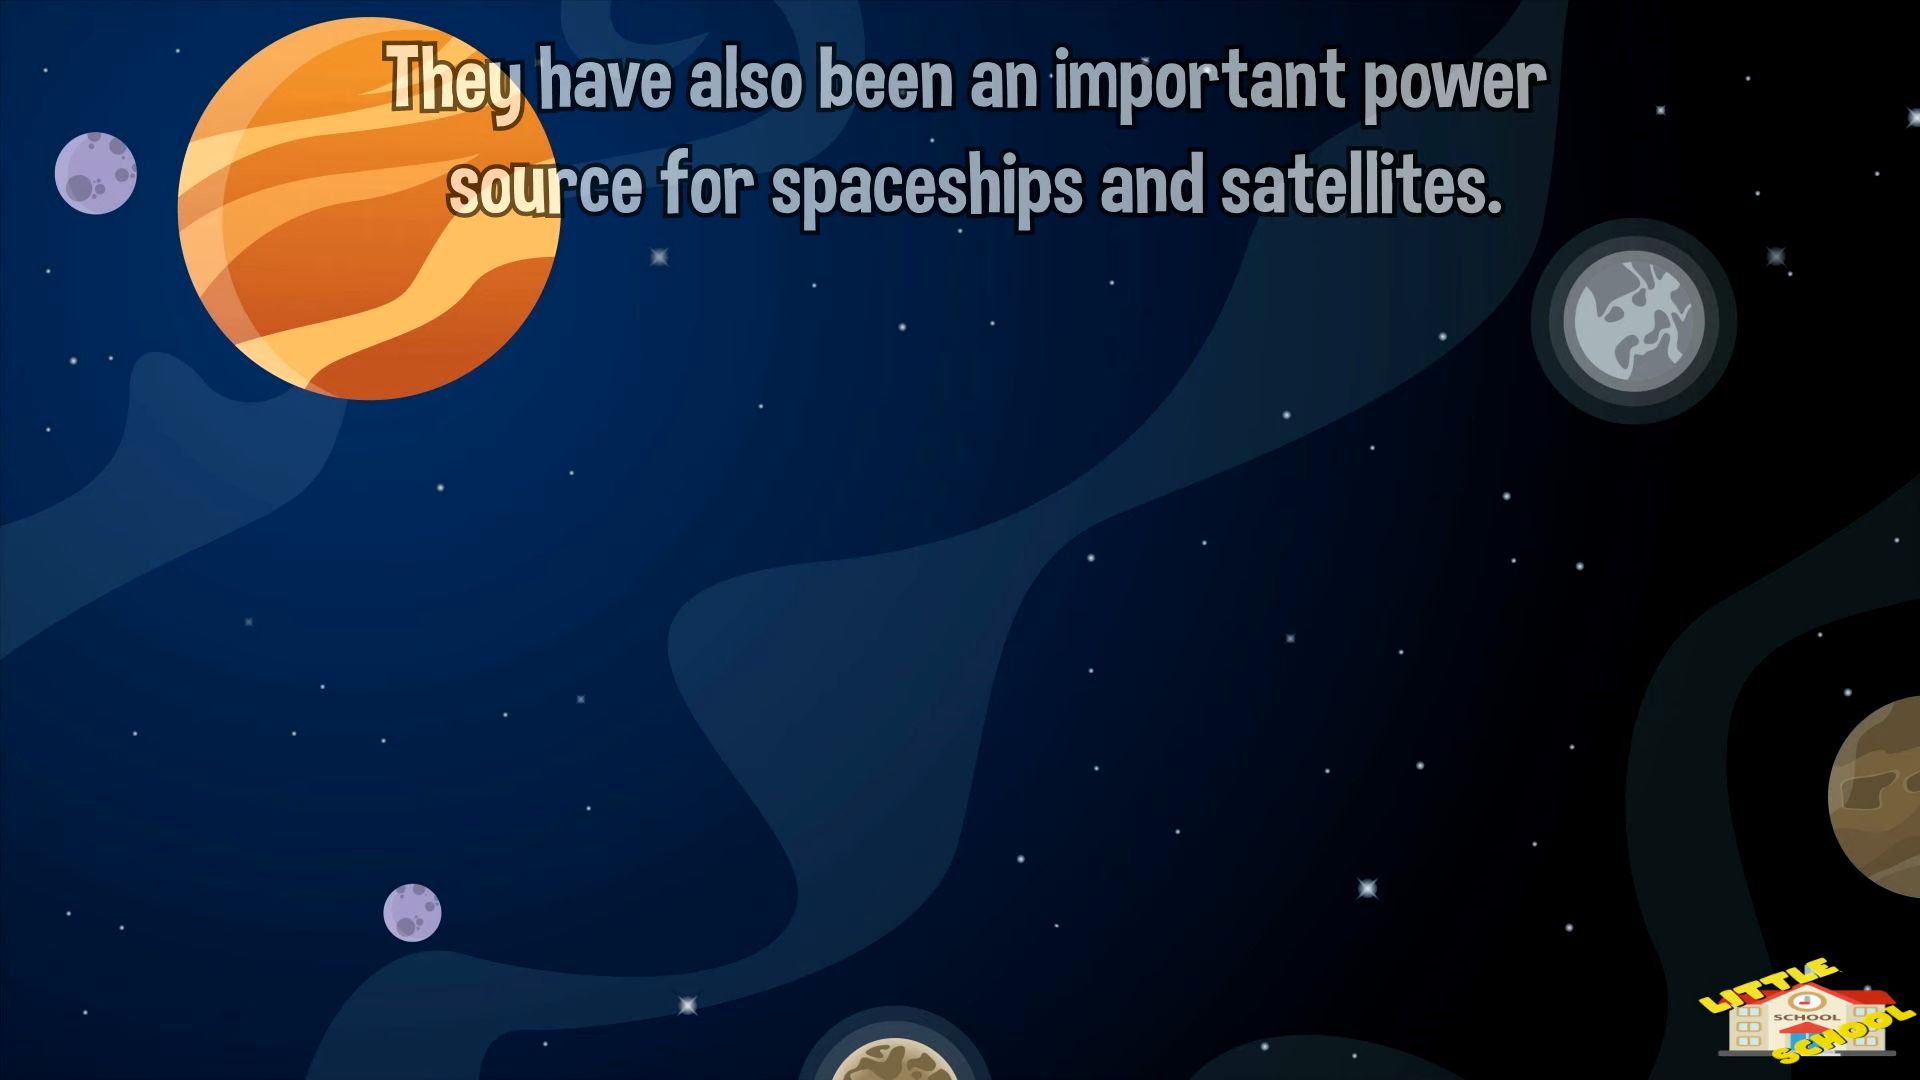 They have also been an important power
source for spaceships and satellites.
LITTLE
SCHOOL
SCHOOL